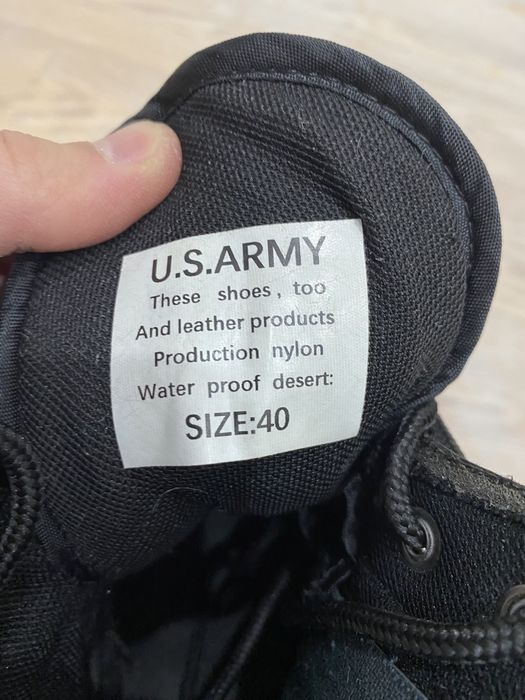 U.S.ARMY
These shoes, too
And leather products
Production nylon
Water proof desert:
SIZE:40